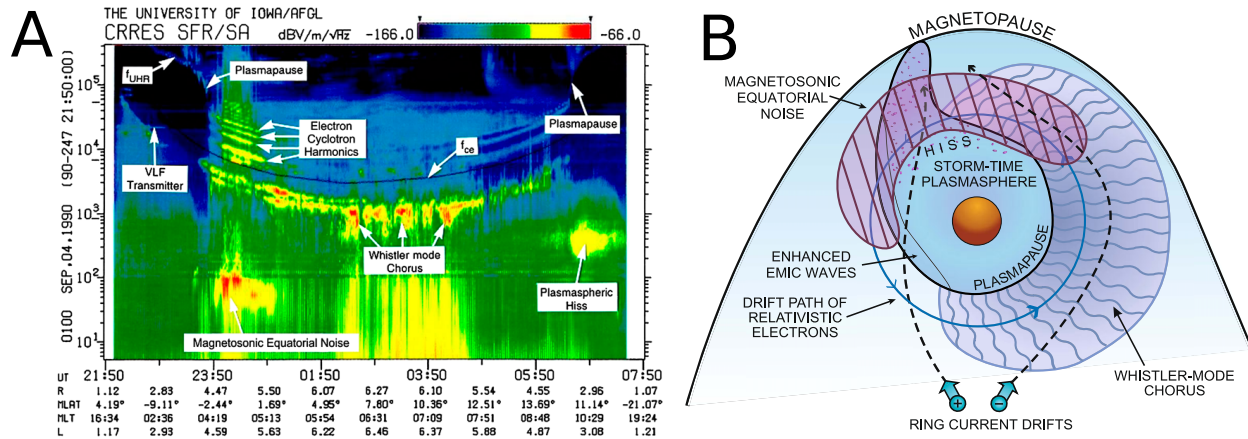 A
THE UNIVERSITY OF IOWA/AFGL
CRRES SFR/SA dBV/m/√Hz -166.0 -66.0
0100 SEP.04.1990 (90-247 21:50:00)
10⁵
10⁴
10³
10²
10¹
fUHR
Plasmapause
Electron
Cyclotron
Harmonics
fce
Plasmapause
VLF
Transmitter
Whistler mode
Chorus
Plasmaspheric
Hiss
Magnetosonic Equatorial Noise
UT 21:50 23:50 01:50 03:50 05:50 07:50
R 1.12 2.83 4.47 5.50 6.07 6.27 6.10 5.54 4.55 2.96 1.07
MLAT 4.19° -9.11° -2.44° 1.69° 4.95° 7.80° 10.36° 12.51° 13.69° 11.14° -21.07°
MLT 16:34 02:36 04:19 05:13 05:54 06:31 07:09 07:51 08:48 10:29 19:24
L 1.17 2.93 4.59 5.63 6.22 6.46 6.37 5.88 4.87 3.08 1.21
B
MAGNETOPAUSE
MAGNETOSONIC
EQUATORIAL
NOISE
HISS
STORM-TIME
PLASMASPHERE
PLASMAPAUSE
ENHANCED
EMIC WAVES
DRIFT PATH OF
RELATIVISTIC
ELECTRONS
WHISTLER-MODE
CHORUS
+ −
RING CURRENT DRIFTS